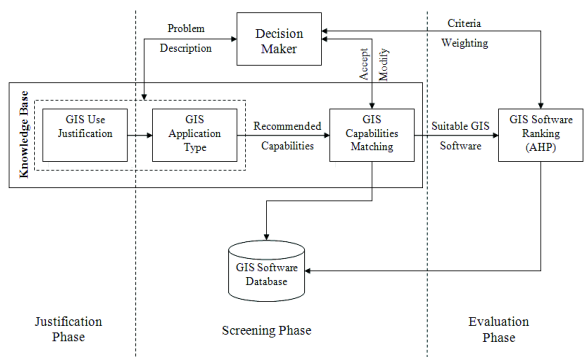 Problem
Description
Decision
Maker
Criteria
Weighting
Accept
Modify
Knowledge Base
GIS Use
Justification
GIS
Application
Type
Recommended
Capabilities
GIS
Capabilities
Matching
Suitable GIS
Software
GIS Software
Ranking
(AHP)
GIS Software
Database
Justification
Phase
Screening Phase
Evaluation
Phase